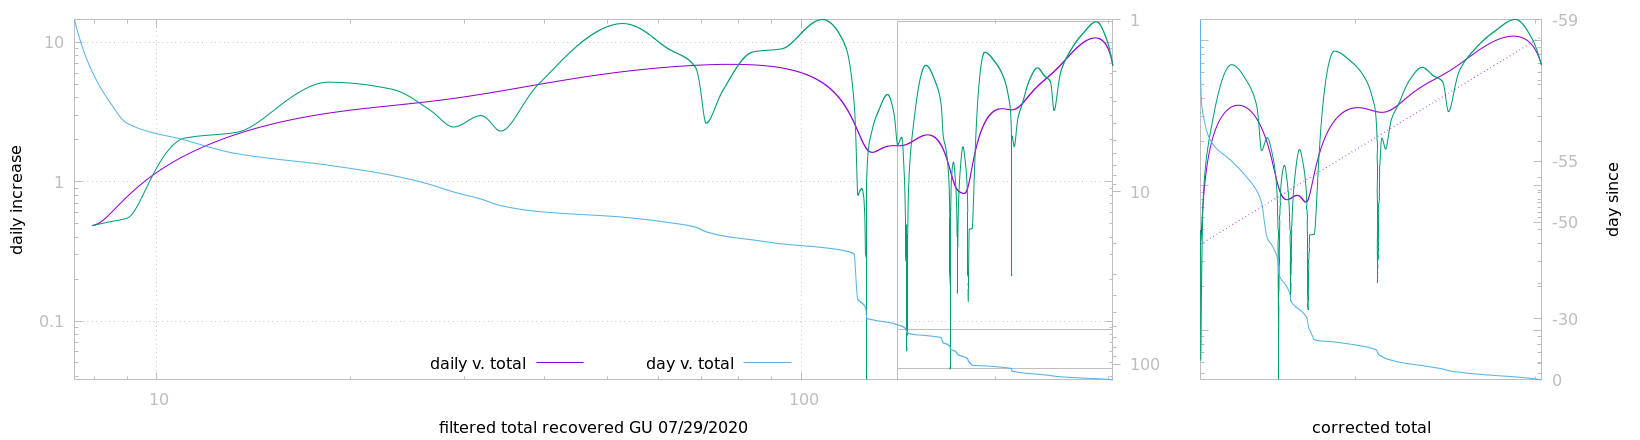 10
1
0.1
daily increase
daily v. total
day v. total
10
100
filtered total recovered GU 07/29/2020
1
10
100
-59
-55
-50
-30
0
day since
corrected total